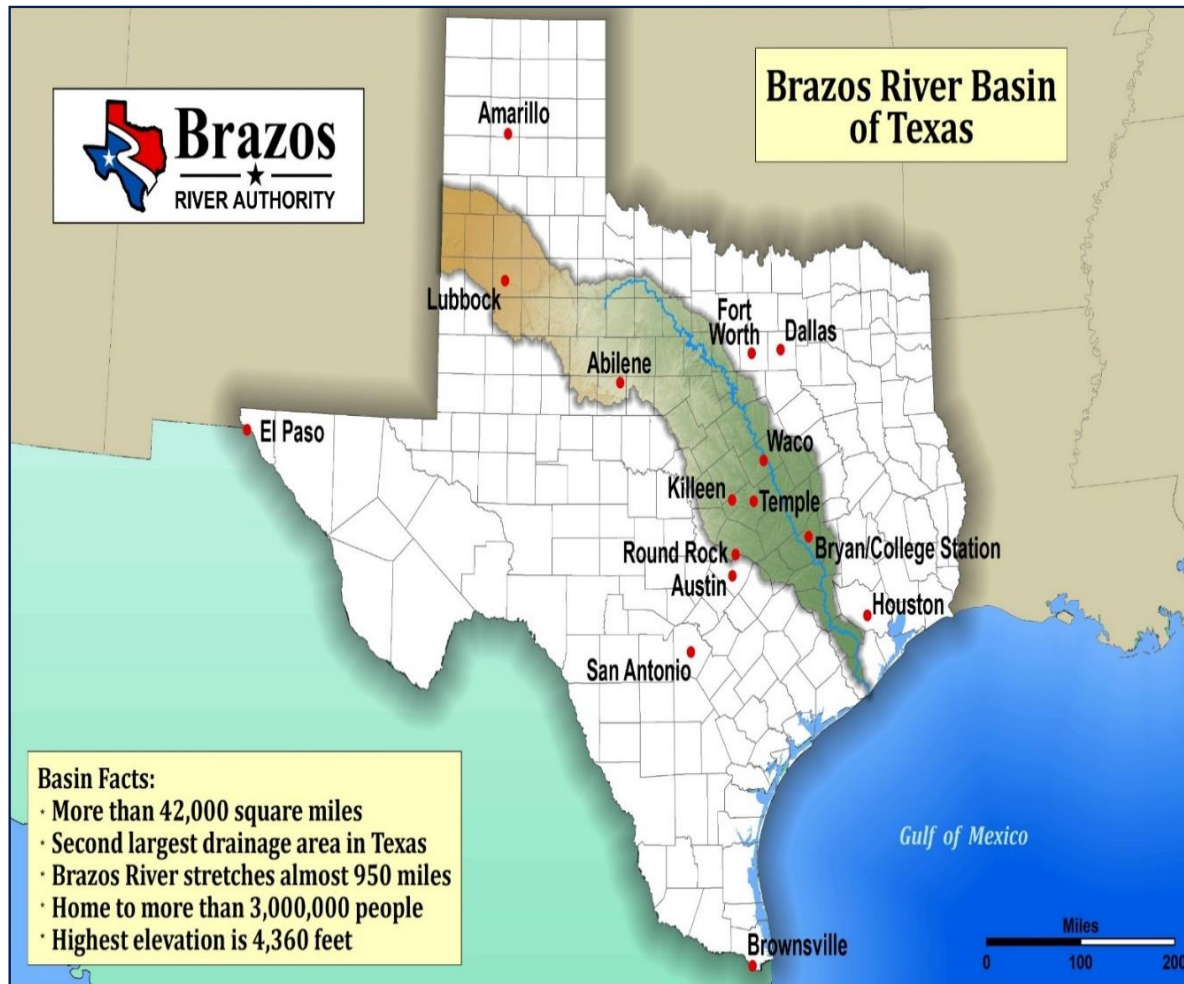 Brazos
RIVER AUTHORITY
Brazos River Basin
of Texas
Amarillo
Lubbock
Fort
Worth
Dallas
Abilene
El Paso
Waco
Killeen
Temple
Bryan/College Station
Round Rock
Austin
Houston
San Antonio
Basin Facts:
· More than 42,000 square miles
· Second largest drainage area in Texas
· Brazos River stretches almost 950 miles
· Home to more than 3,000,000 people
· Highest elevation is 4,360 feet
Gulf of Mexico
Brownsville
Miles
0 100 200